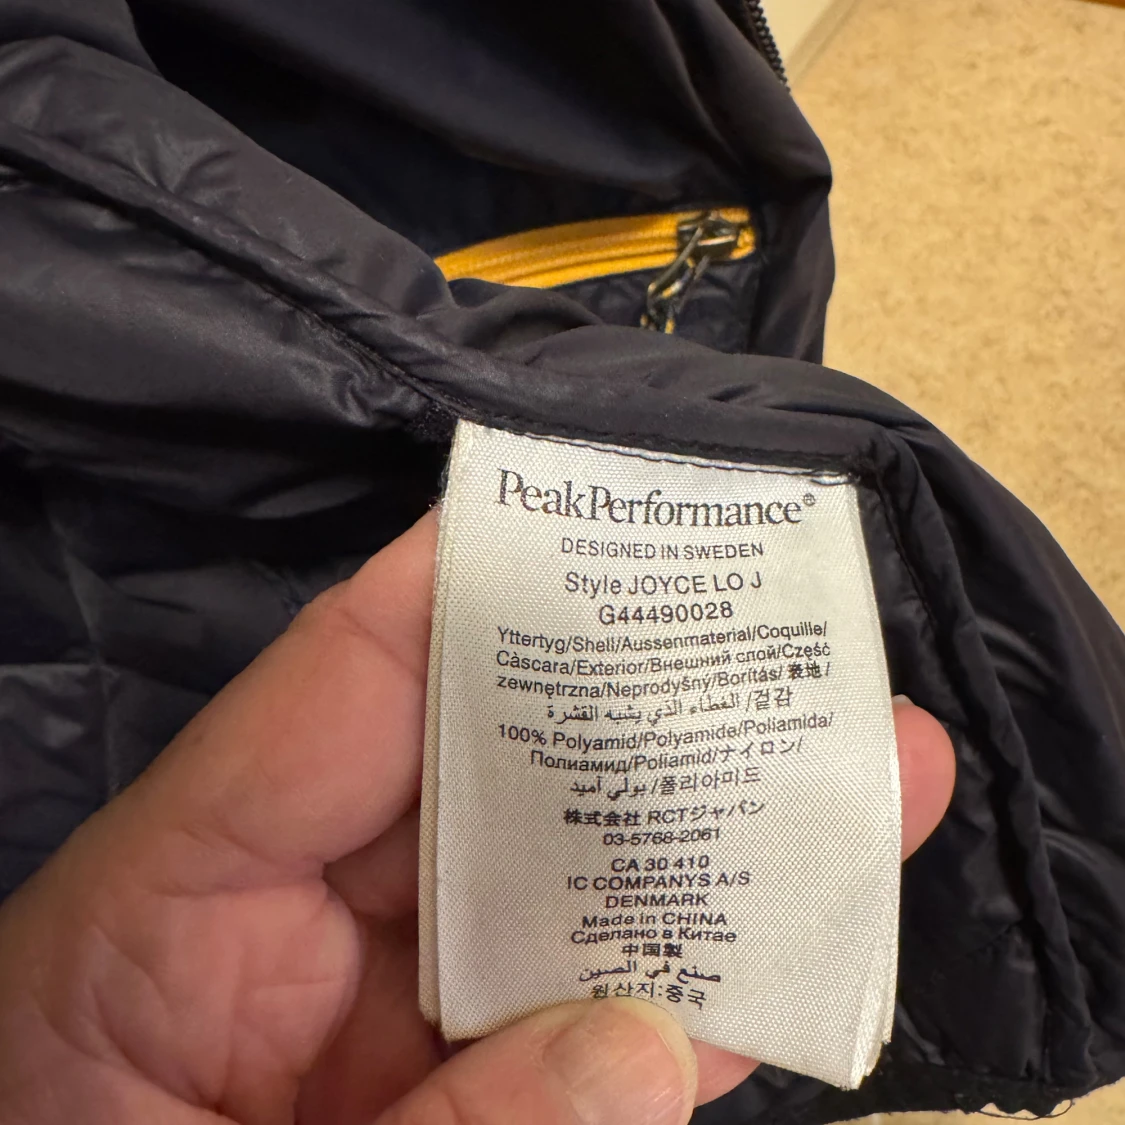 PeakPerformance®
DESIGNED IN SWEDEN
Style JOYCE LO J
G44490028
Yttertyg/Shell/Aussenmaterial/Coquille/
Càscara/Exterior/Внешний слой/Część
zewnętrzna/Neprodyšny/Boritás/ 表地/
الغطاء الذي يشبه القشرة /겉감
100% Polyamid/Polyamide/Poliamida/
Полиамид/Poliamid/ナイロン/
بولي أميد /폴리아미드
株式会社 RCTジャパン
03-5768-2061
CA 30 410
IC COMPANYS A/S
DENMARK
Made in CHINA
Сделано в Китае
中国製
صنع في الصين
원산지:중국